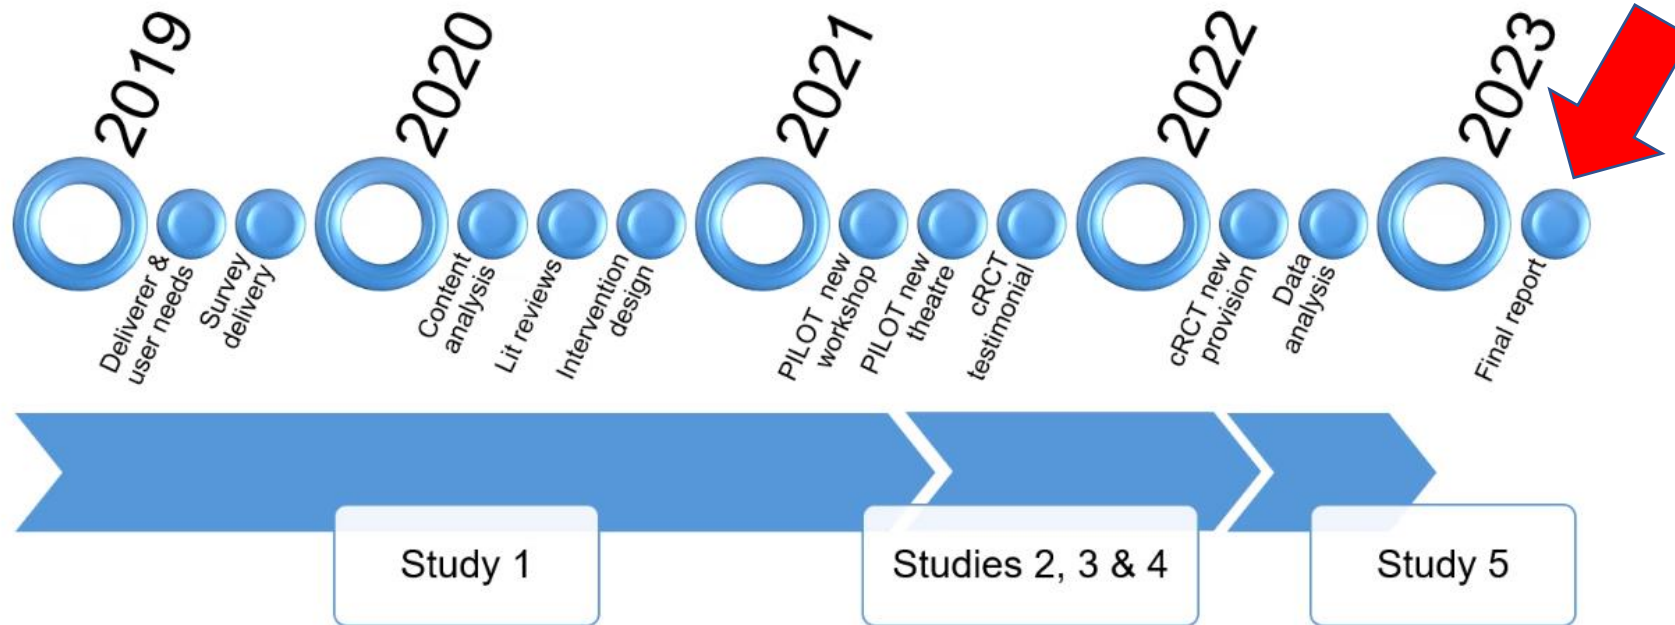 2019
Deliverer &
user needs
Survey
delivery
2020
Content
analysis
Lit reviews
Intervention
design
2021
PILOT new
workshop
PILOT new
theatre
cRCT
testimonial
2022
cRCT new
provision
Data
analysis
2023
Final report
Study 1
Studies 2, 3 & 4
Study 5